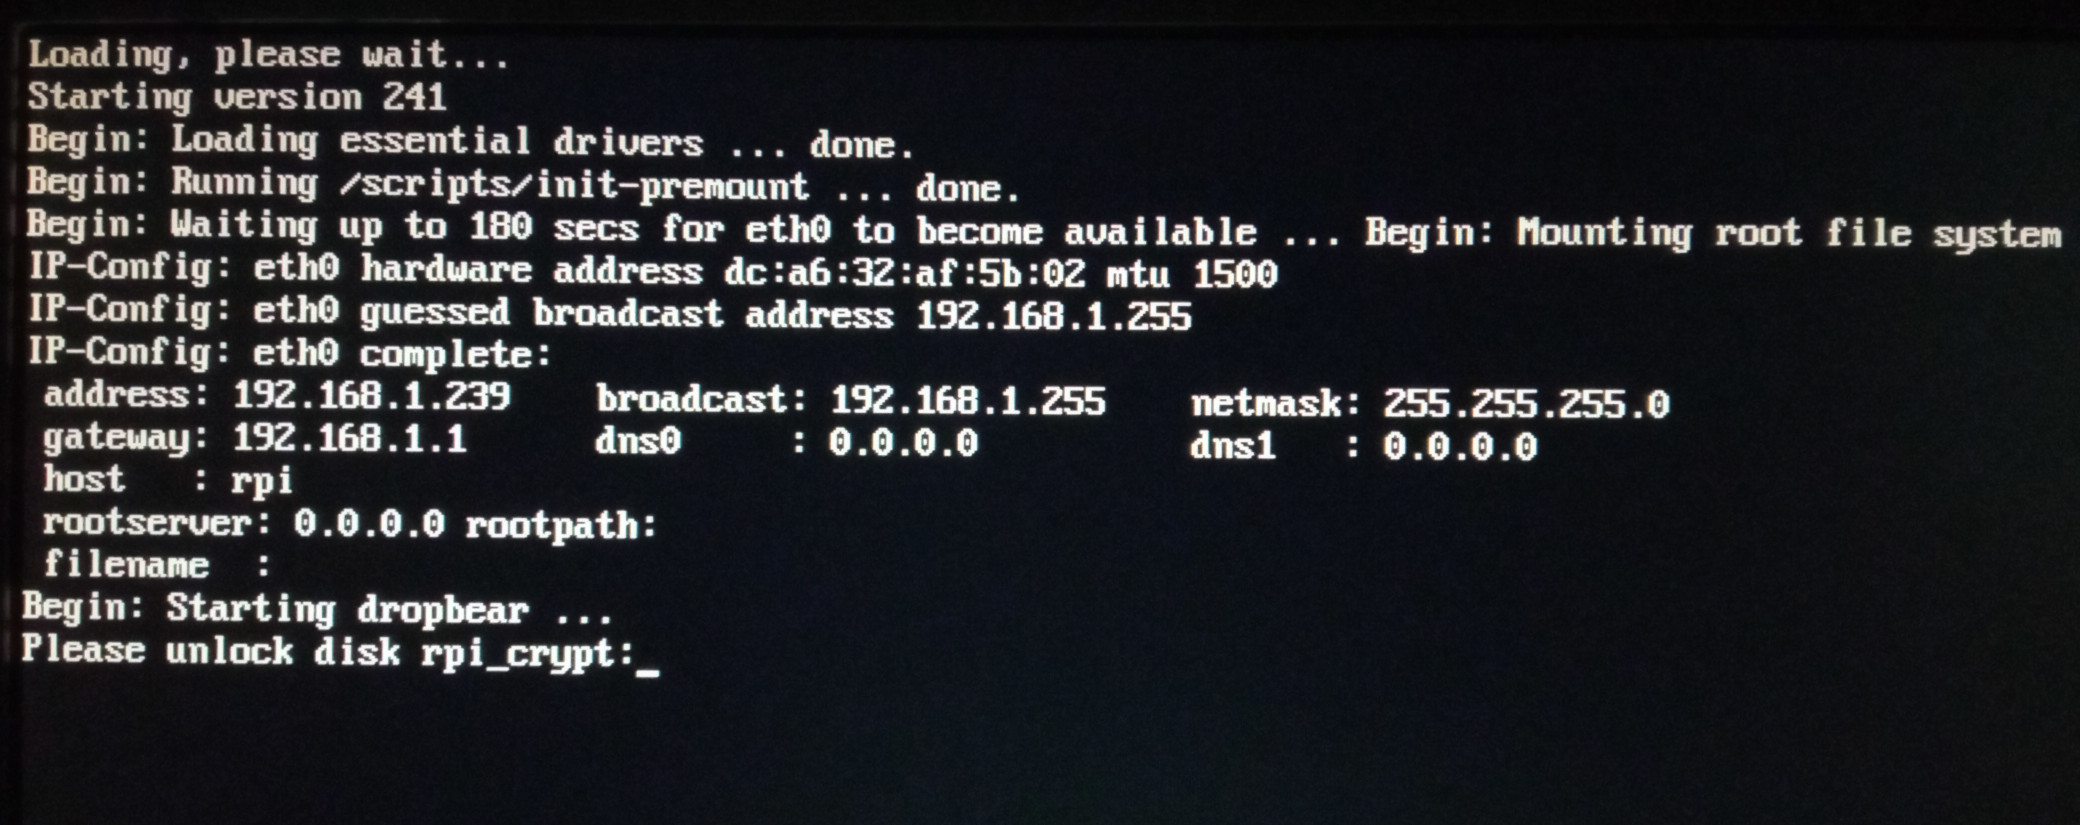 Loading, please wait...
Starting version 241
Begin: Loading essential drivers ... done.
Begin: Running /scripts/init-premount ... done.
Begin: Waiting up to 180 secs for eth0 to become available ... Begin: Mounting root file system
IP-Config: eth0 hardware address dc:a6:32:af:5b:02 mtu 1500
IP-Config: eth0 guessed broadcast address 192.168.1.255
IP-Config: eth0 complete:
address: 192.168.1.239    broadcast: 192.168.1.255    netmask: 255.255.255.0
gateway: 192.168.1.1      dns0     : 0.0.0.0          dns1   : 0.0.0.0
host   : rpi
rootserver: 0.0.0.0 rootpath:
filename  :
Begin: Starting dropbear ...
Please unlock disk rpi_crypt:_